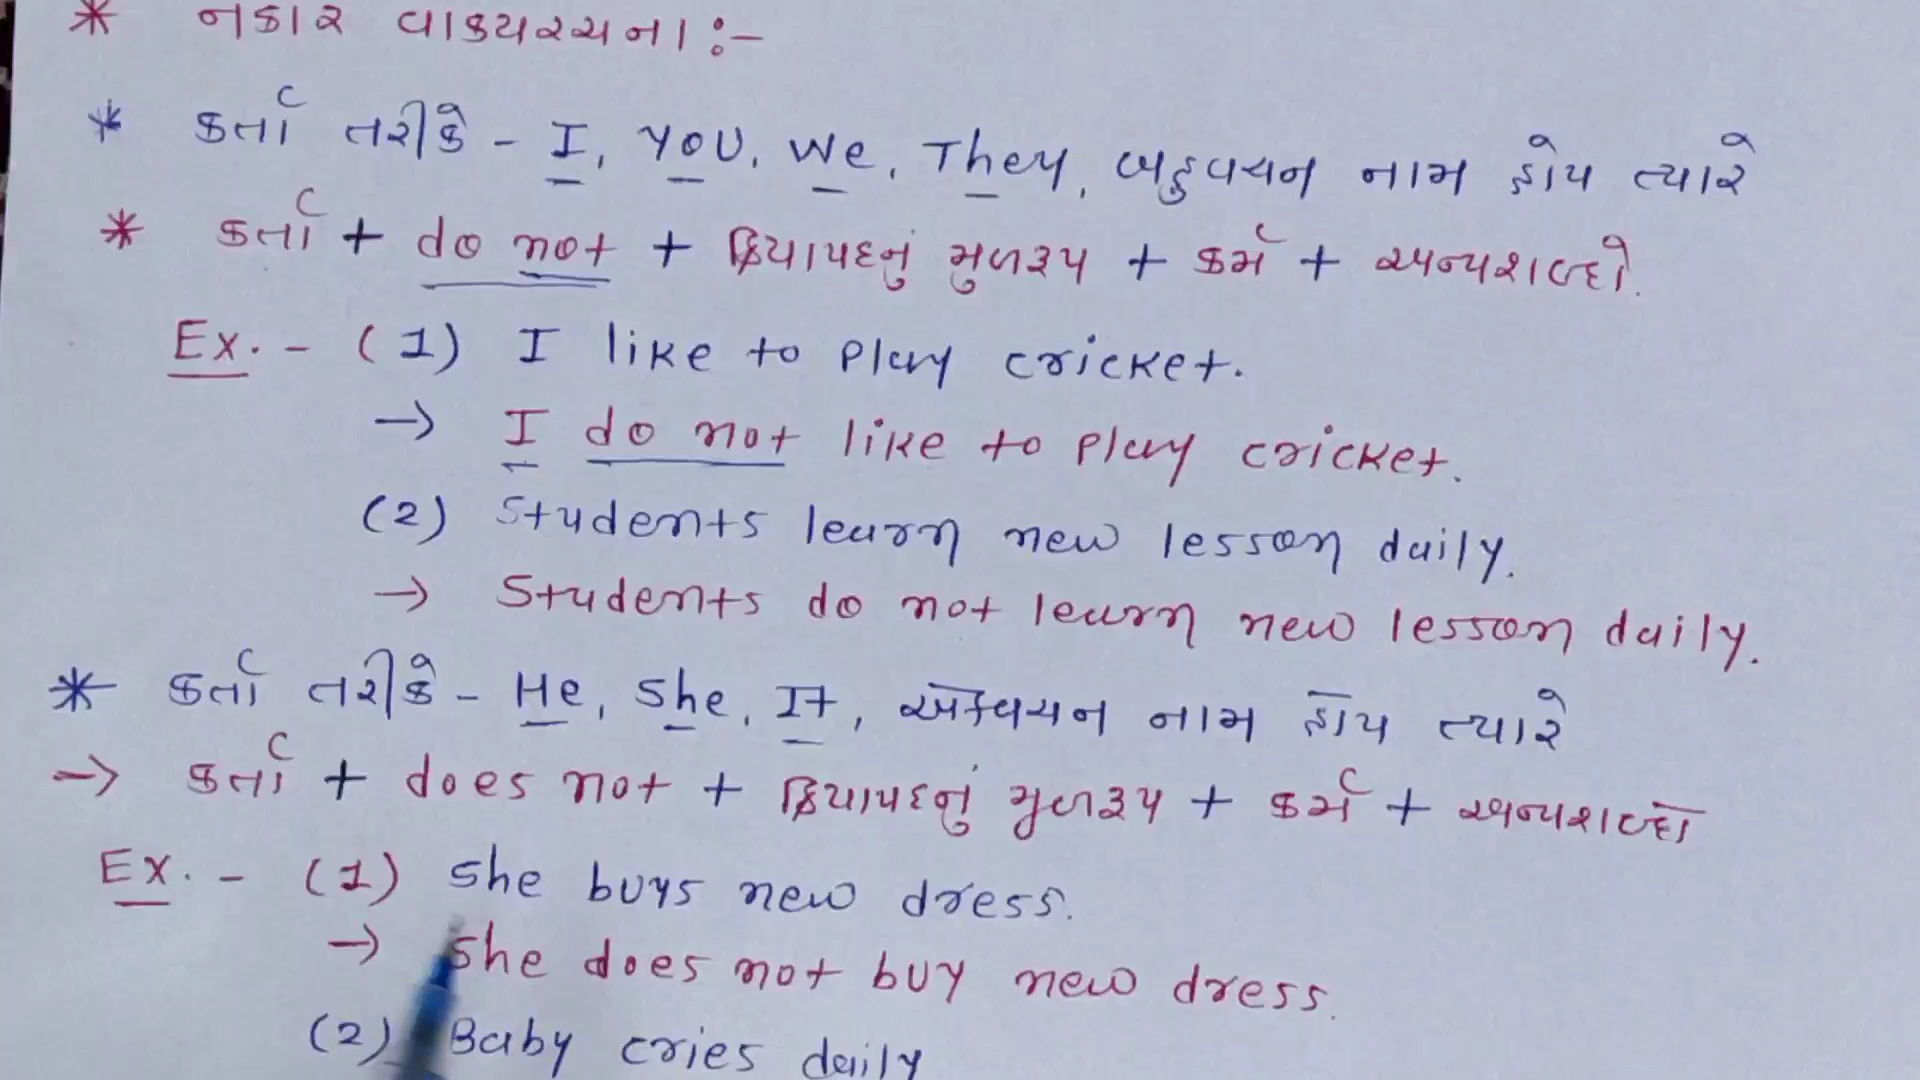 * નકાર વાક્યરચના :-
* કર્તા તરીકે - I, YOU, We, They, બહુવચન નામ હોય ત્યારે
* કર્તા + do not + ક્રિયાપદનું મુળરૂપ + કર્મ + અન્યશબ્દો.
Ex. - (1) I like to play cricket.
→ I do not like to play cricket.
(2) Students learn new lesson daily.
→ Students do not learn new lesson daily.
* કર્તા તરીકે - He, She, It, એકવચન નામ હોય ત્યારે
→ કર્તા + does not + ક્રિયાપદનું મુળરૂપ + કર્મ + અન્યશબ્દો
Ex. - (1) She buys new dress.
→ She does not buy new dress.
(2) Baby cries daily